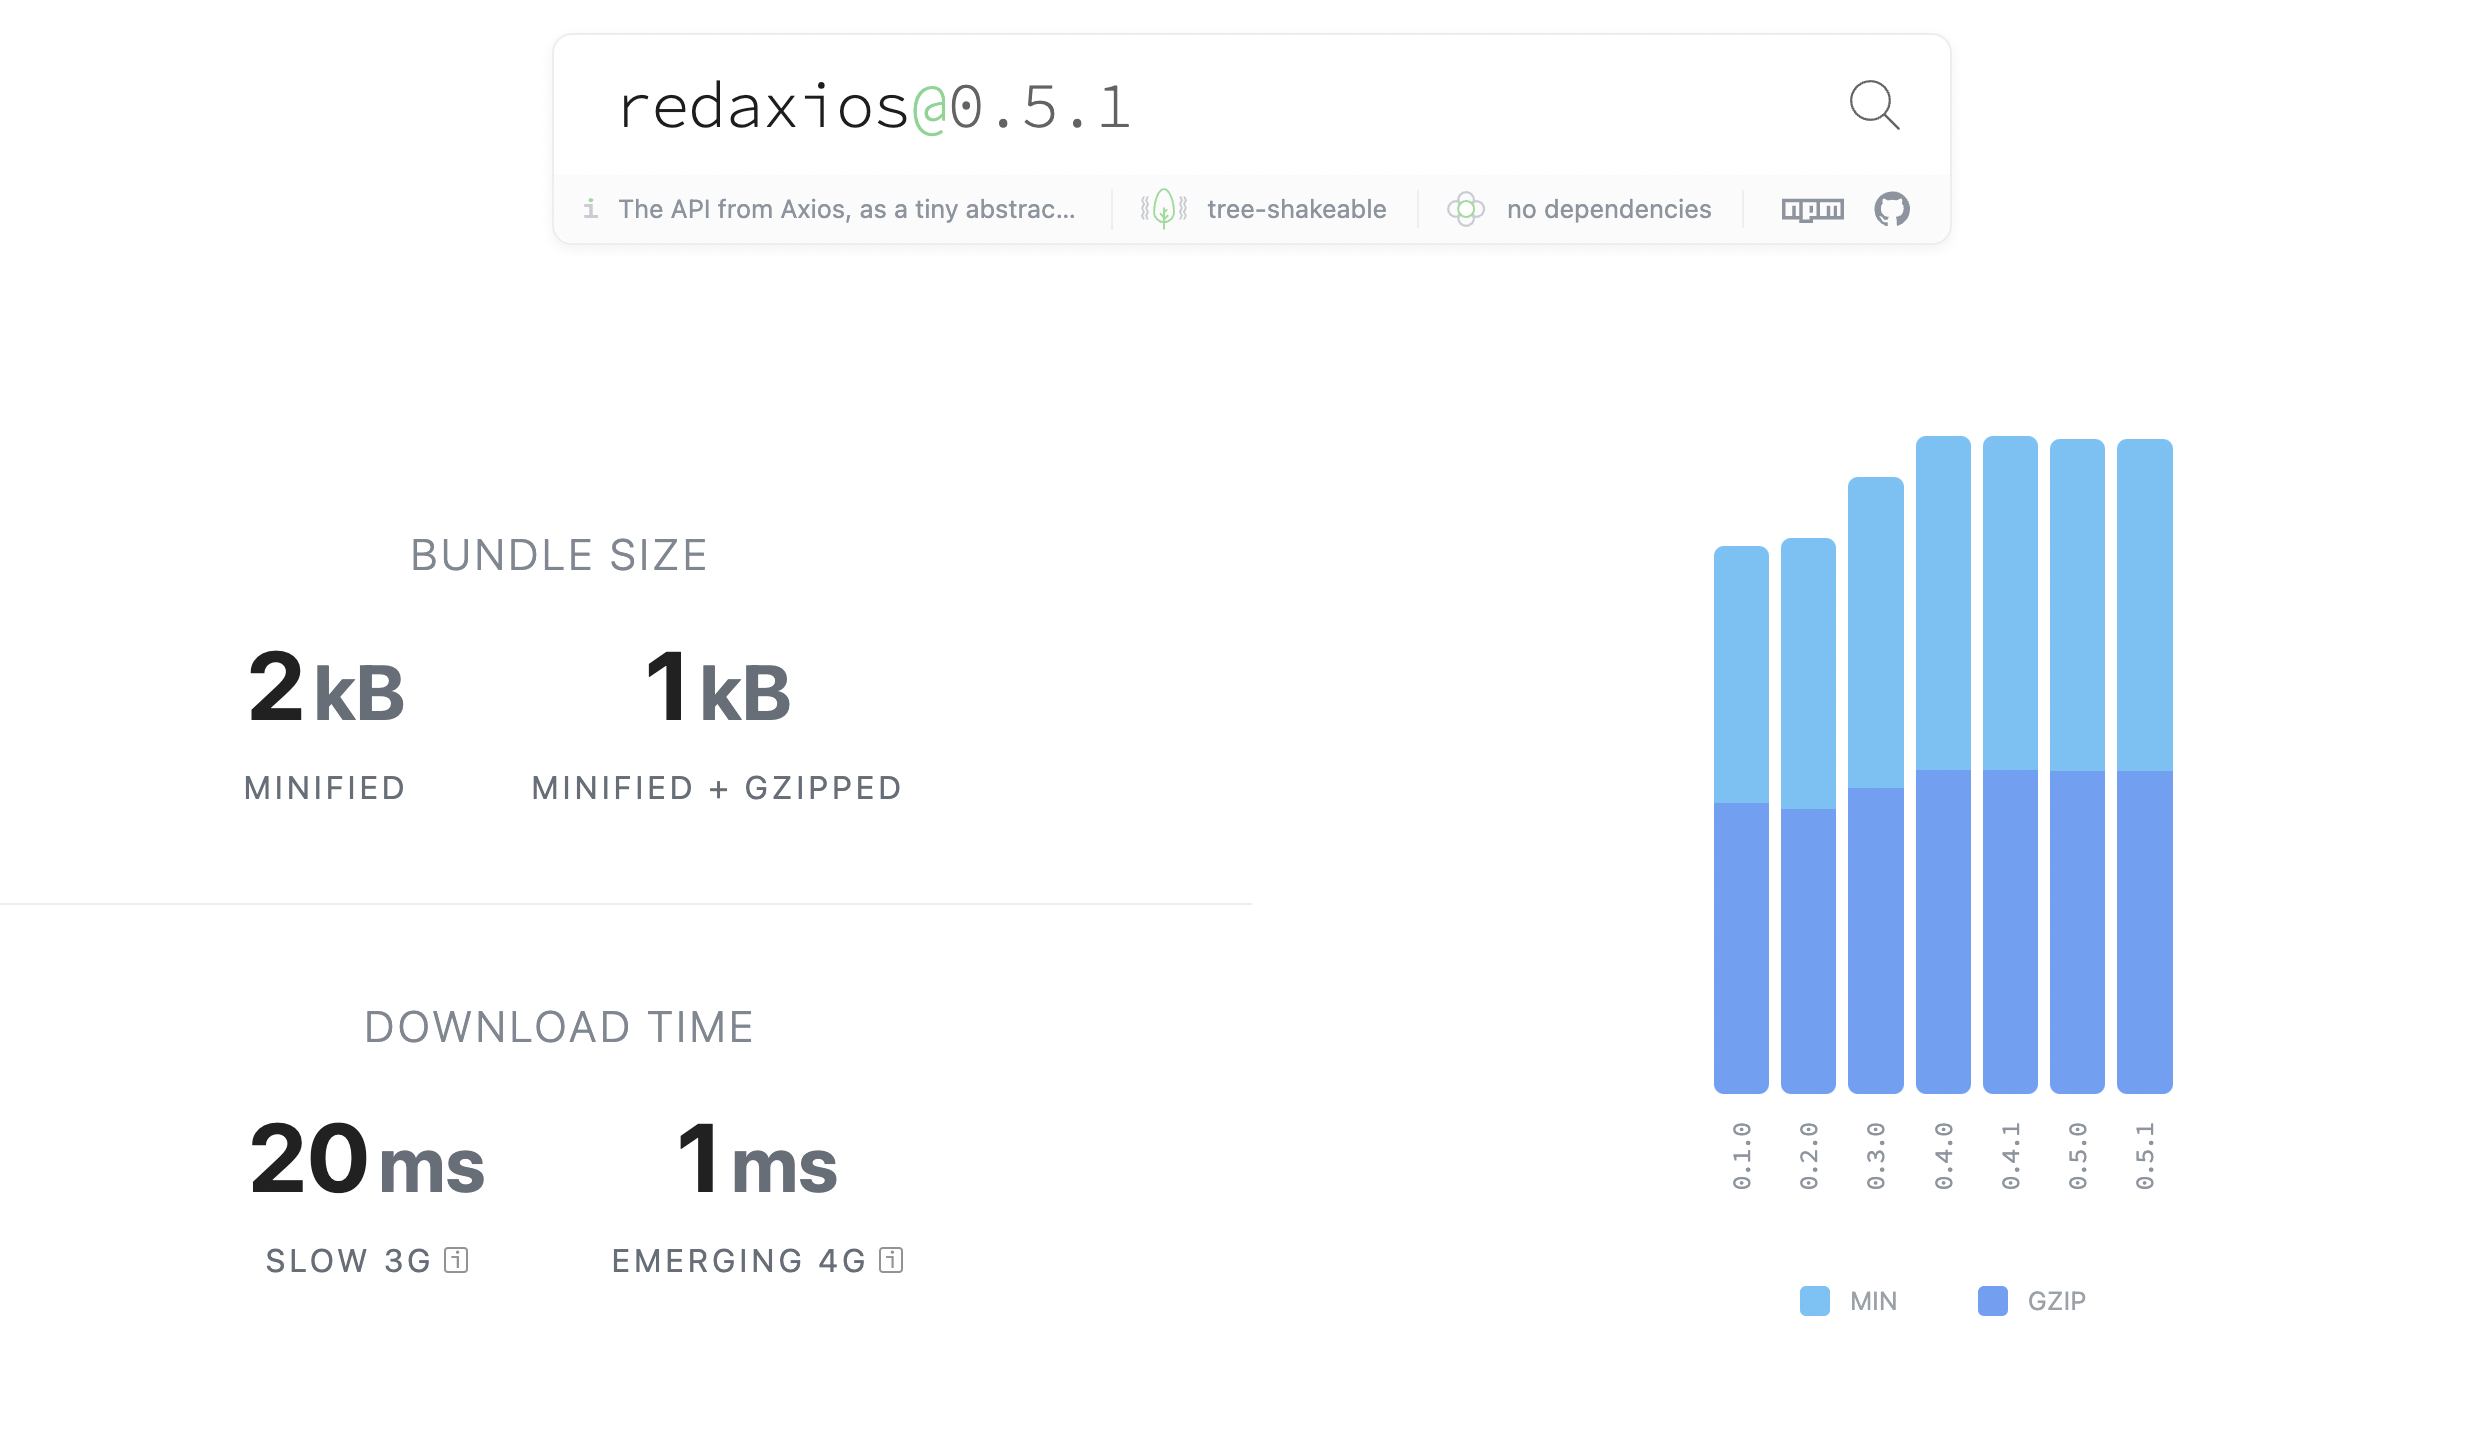 redaxios@0.5.1
i The API from Axios, as a tiny abstrac...
tree-shakeable
no dependencies
npm
BUNDLE SIZE
2 kB
1 kB
MINIFIED
MINIFIED + GZIPPED
DOWNLOAD TIME
20 ms
1 ms
SLOW 3G i
EMERGING 4G i
0.1.0
0.2.0
0.3.0
0.4.0
0.4.1
0.5.0
0.5.1
MIN
GZIP